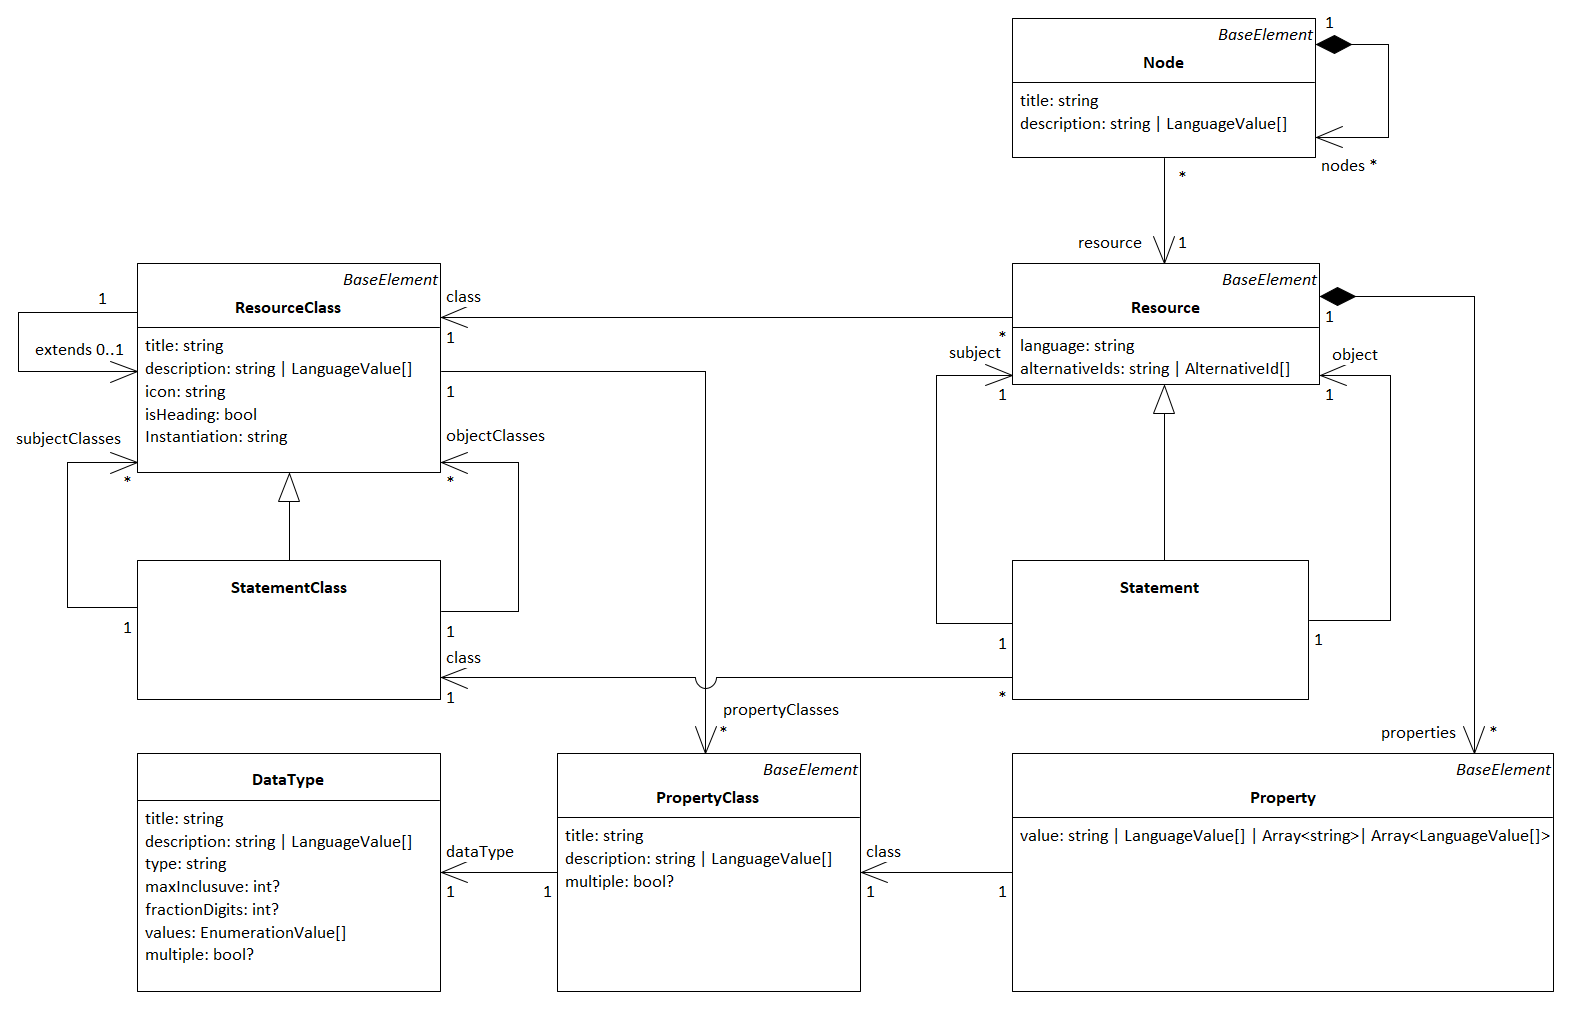 1
BaseElement
Node
title: string
description: string | LanguageValue[]
nodes *
*
resource
1
BaseElement
ResourceClass
title: string
description: string | LanguageValue[]
icon: string
isHeading: bool
Instantiation: string
1
extends 0..1
class
1
*
BaseElement
Resource
language: string
alternativeIds: string | AlternativeId[]
1
subject
1
object
1
1
subjectClasses
*
objectClasses
*
StatementClass
1
1
class
1
Statement
1
1
*
propertyClasses
*
properties
*
DataType
title: string
description: string | LanguageValue[]
type: string
maxInclusuve: int?
fractionDigits: int?
values: EnumerationValue[]
multiple: bool?
dataType
1
1
BaseElement
PropertyClass
title: string
description: string | LanguageValue[]
multiple: bool?
class
1
1
BaseElement
Property
value: string | LanguageValue[] | Array<string>| Array<LanguageValue[]>